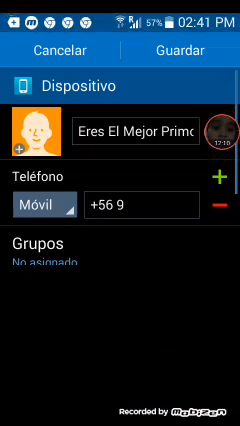 57% 02:41 PM
Cancelar Guardar
Dispositivo
Eres El Mejor Primo
12:10
Teléfono
Móvil +56 9
Grupos
No asignado
Recorded by mobizen